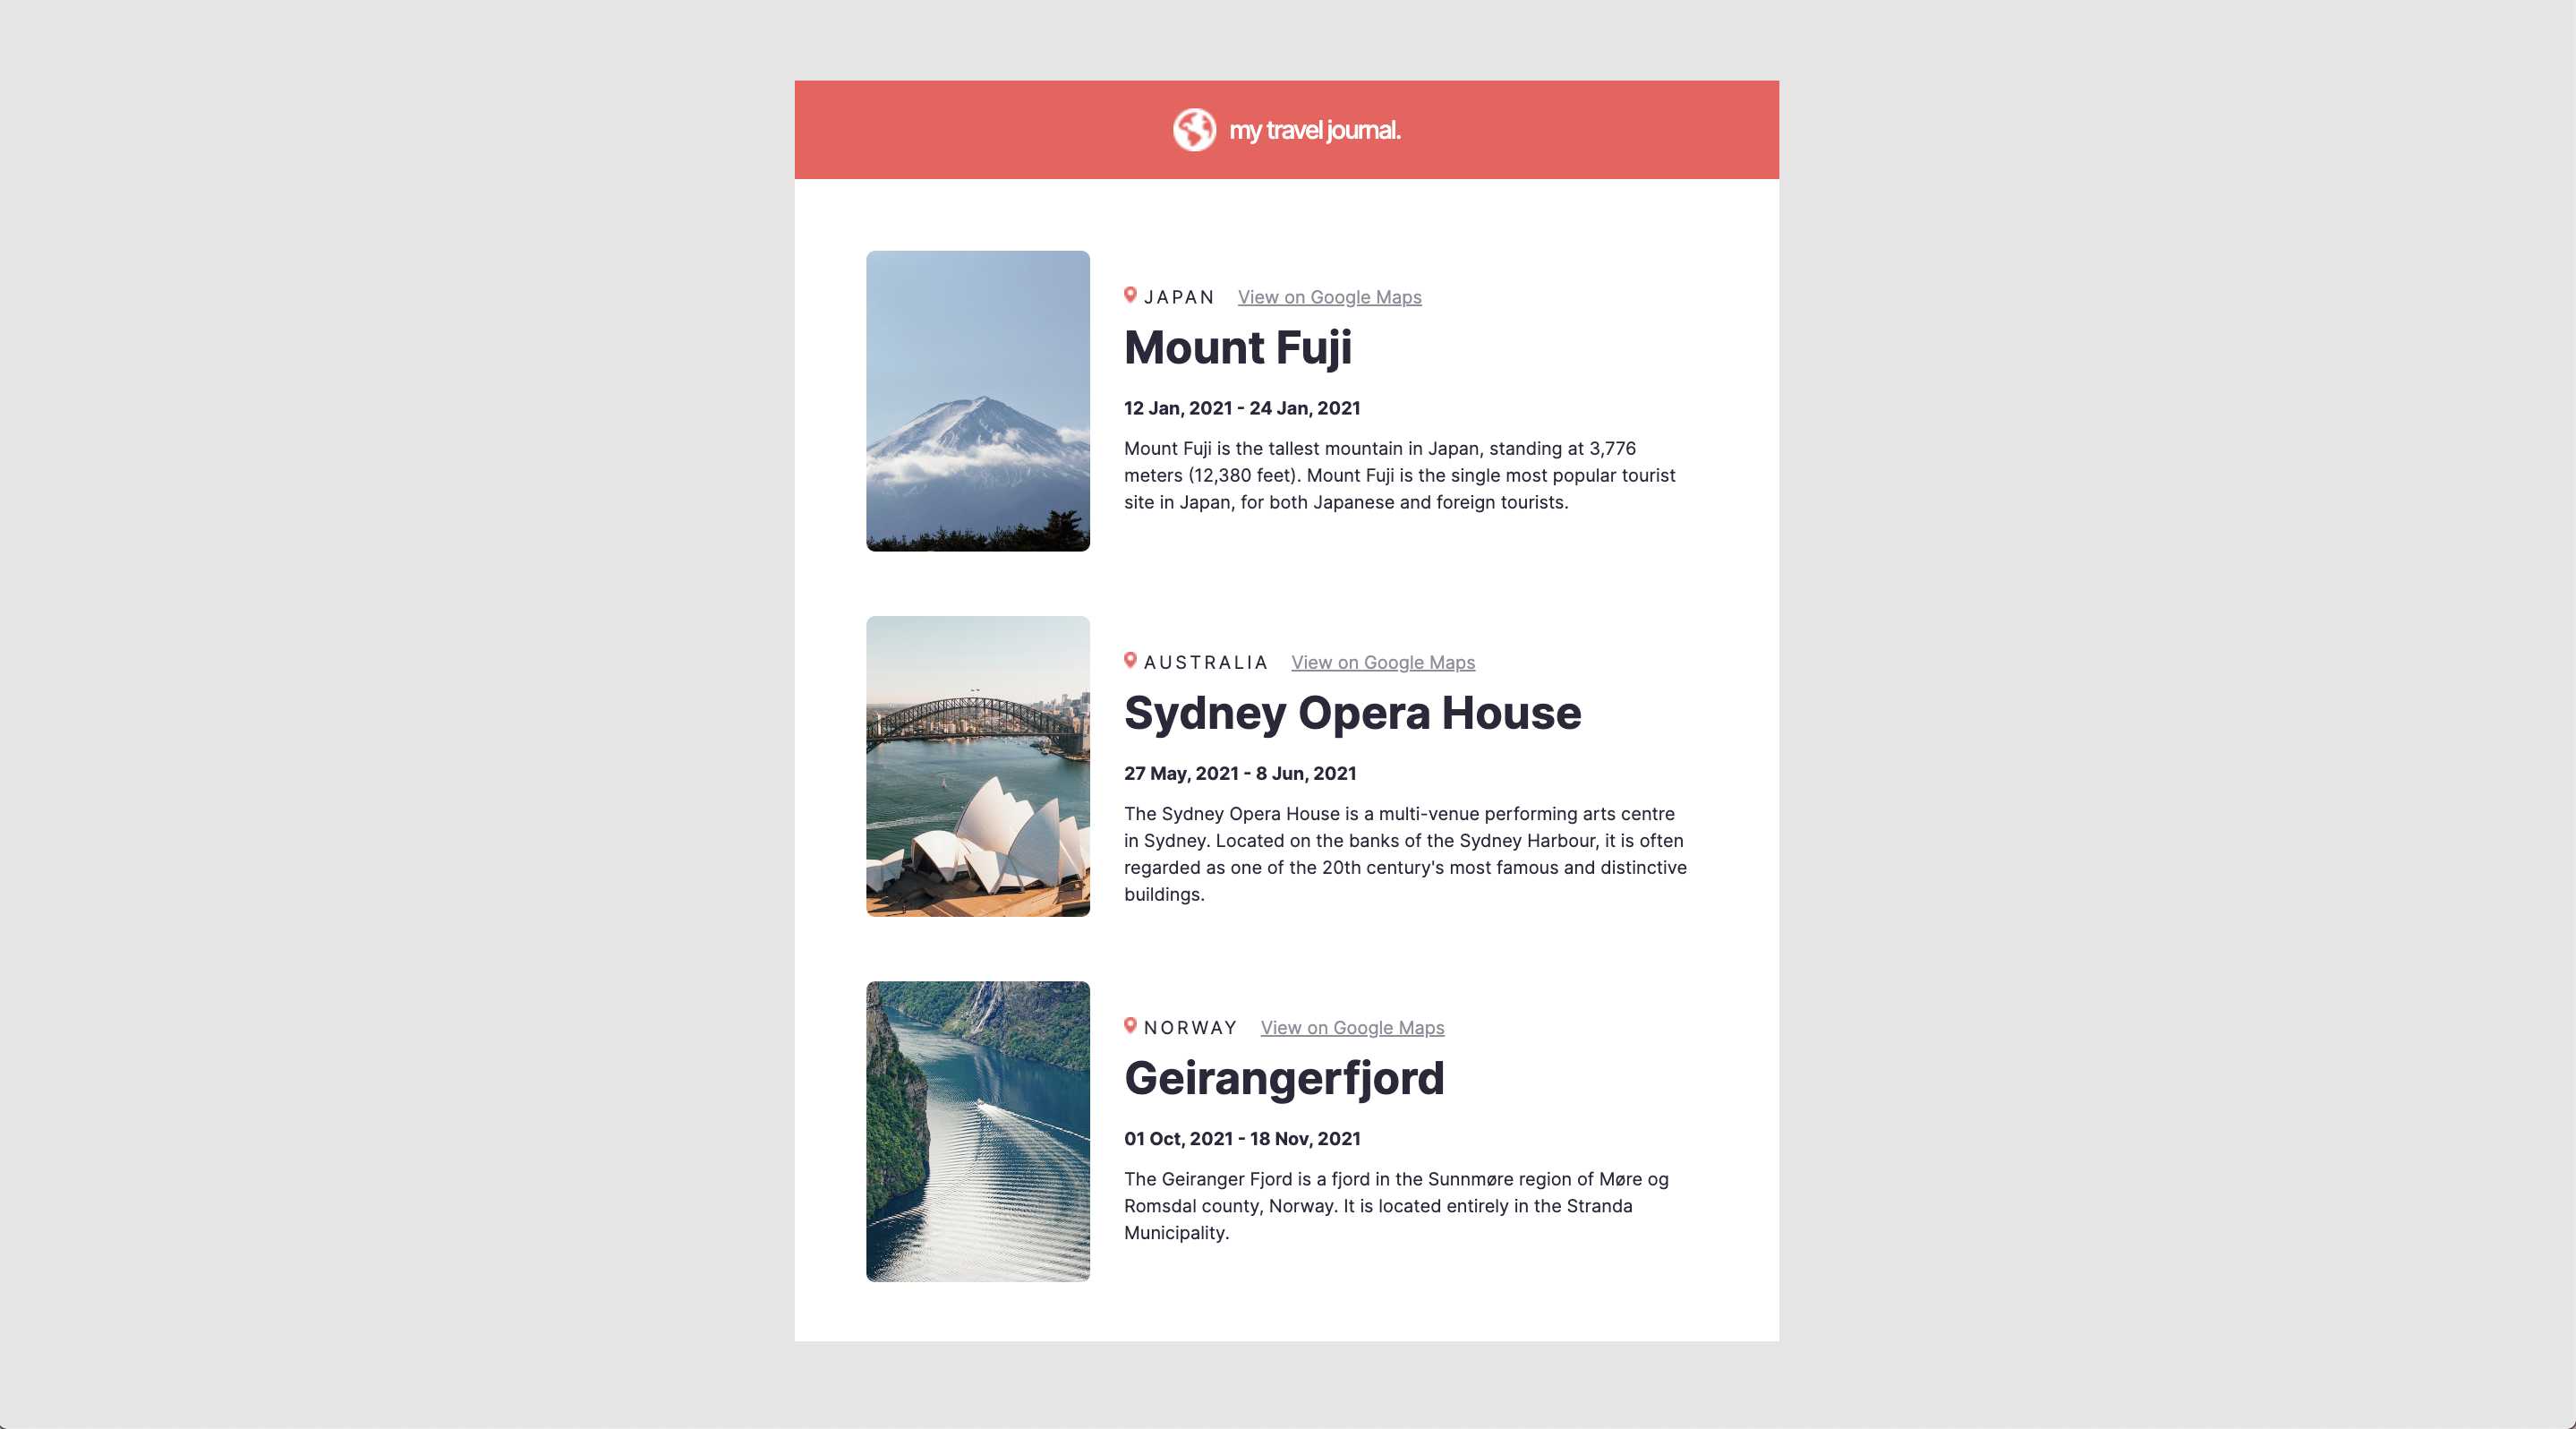 my travel journal.
JAPAN View on Google Maps
Mount Fuji
12 Jan, 2021 - 24 Jan, 2021
Mount Fuji is the tallest mountain in Japan, standing at 3,776
meters (12,380 feet). Mount Fuji is the single most popular tourist
site in Japan, for both Japanese and foreign tourists.
AUSTRALIA View on Google Maps
Sydney Opera House
27 May, 2021 - 8 Jun, 2021
The Sydney Opera House is a multi-venue performing arts centre
in Sydney. Located on the banks of the Sydney Harbour, it is often
regarded as one of the 20th century's most famous and distinctive
buildings.
NORWAY View on Google Maps
Geirangerfjord
01 Oct, 2021 - 18 Nov, 2021
The Geiranger Fjord is a fjord in the Sunnmøre region of Møre og
Romsdal county, Norway. It is located entirely in the Stranda
Municipality.